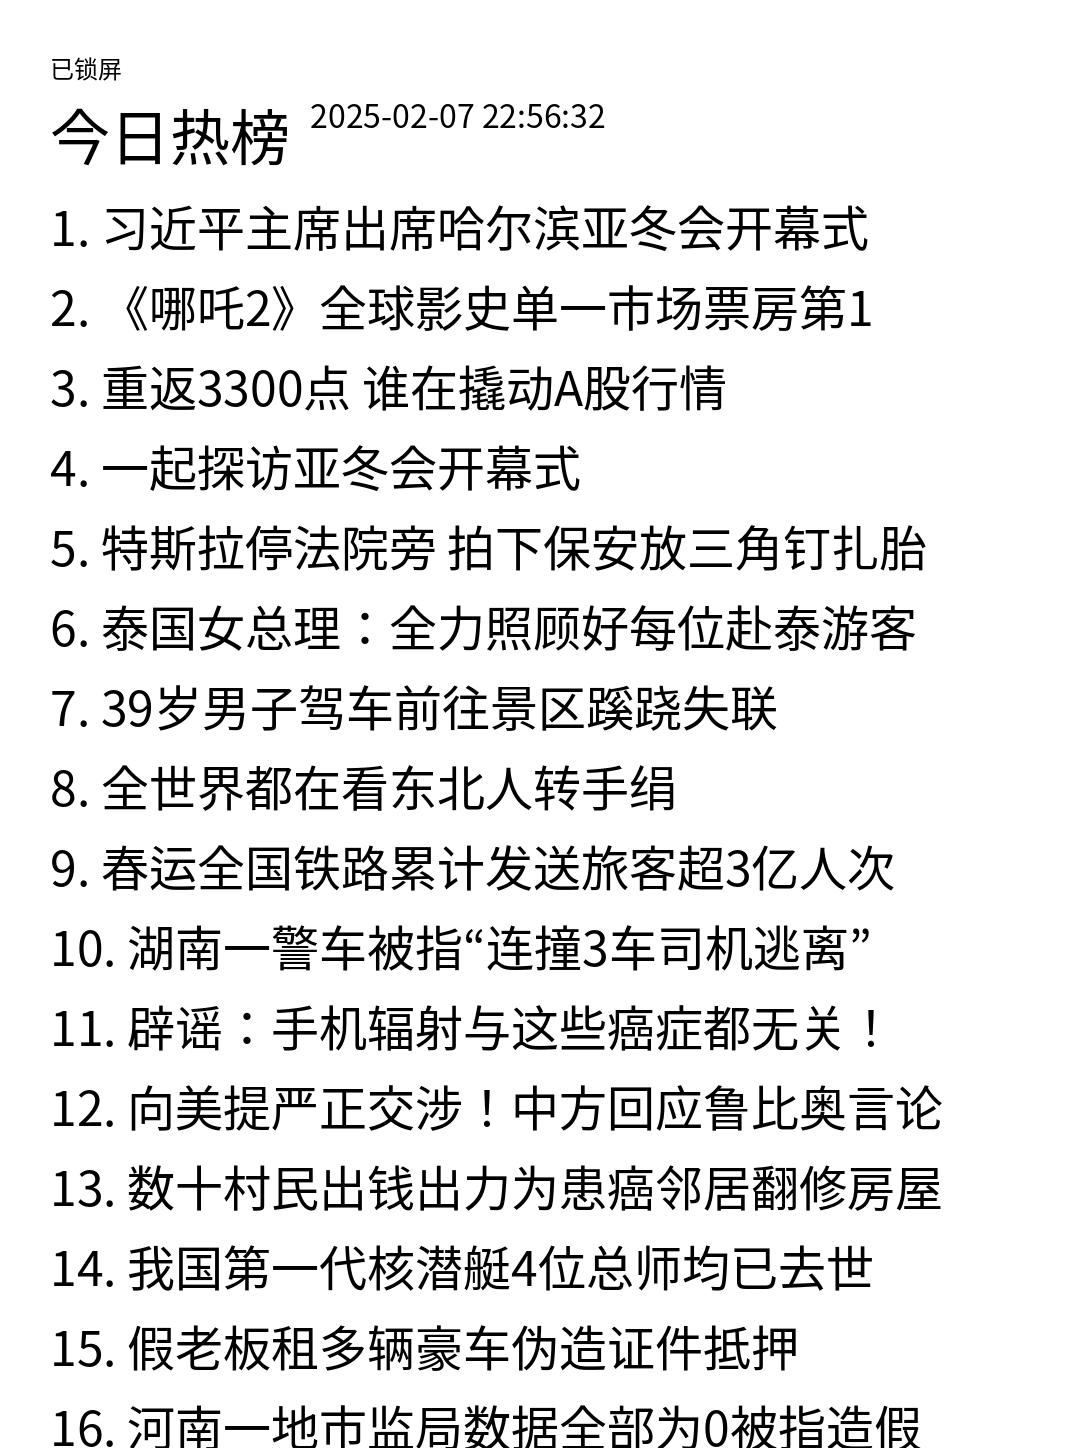 已锁屏
今日热榜 2025-02-07 22:56:32
1. 习近平主席出席哈尔滨亚冬会开幕式
2. 《哪吒2》全球影史单一市场票房第1
3. 重返3300点 谁在撬动A股行情
4. 一起探访亚冬会开幕式
5. 特斯拉停法院旁 拍下保安放三角钉扎胎
6. 泰国女总理：全力照顾好每位赴泰游客
7. 39岁男子驾车前往景区蹊跷失联
8. 全世界都在看东北人转手绢
9. 春运全国铁路累计发送旅客超3亿人次
10. 湖南一警车被指“连撞3车司机逃离”
11. 辟谣：手机辐射与这些癌症都无关！
12. 向美提严正交涉！中方回应鲁比奥言论
13. 数十村民出钱出力为患癌邻居翻修房屋
14. 我国第一代核潜艇4位总师均已去世
15. 假老板租多辆豪车伪造证件抵押
16. 河南一地市监局数据全部为0被指造假